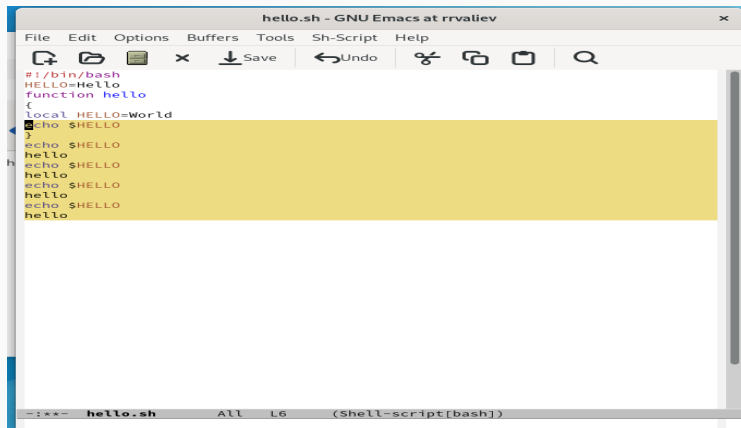 hello.sh - GNU Emacs at rrvaliev
File Edit Options Buffers Tools Sh-Script Help
Save Undo
#!/bin/bash
HELLO=Hello
function hello
{
local HELLO=World
echo $HELLO
}
echo $HELLO
hello
echo $HELLO
hello
echo $HELLO
hello
echo $HELLO
hello
h
-:**- hello.sh All L6 (Shell-script[bash])